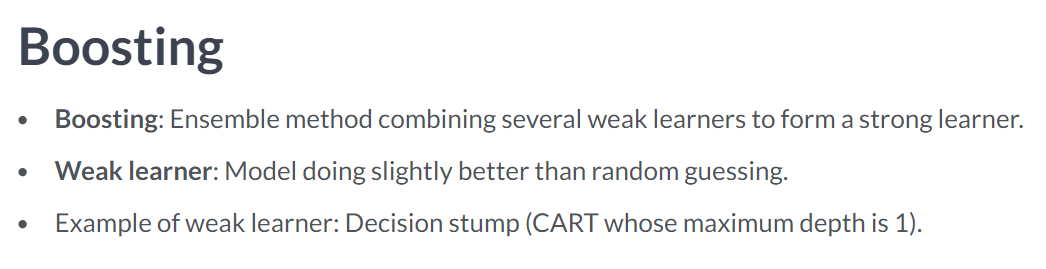 Boosting
• Boosting: Ensemble method combining several weak learners to form a strong learner.
• Weak learner: Model doing slightly better than random guessing.
• Example of weak learner: Decision stump (CART whose maximum depth is 1).